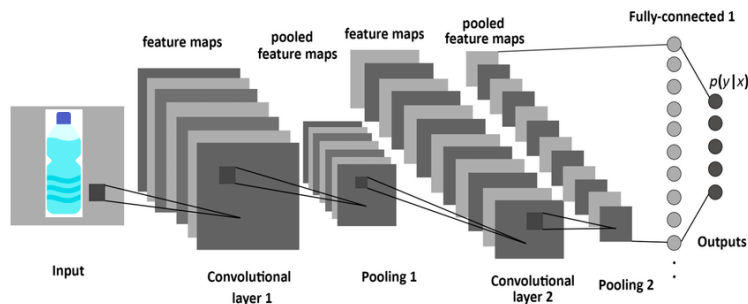 Fully-connected 1
feature maps
pooled
feature maps
feature maps
pooled
feature maps
p(y|x)
Outputs
Input
Convolutional
layer 1
Pooling 1
Convolutional
layer 2
Pooling 2